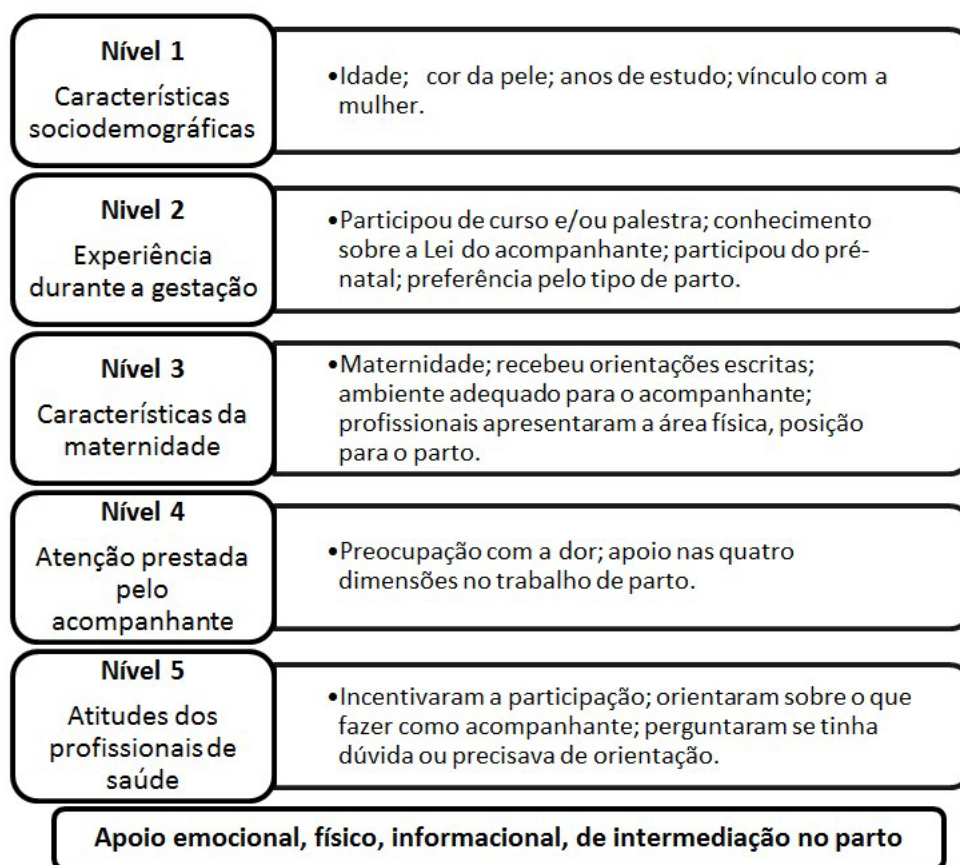 Nível 1
Características
sociodemográficas
•Idade; cor da pele; anos de estudo; vínculo com a
mulher.
Nivel 2
Experiência
durante a gestação
•Participou de curso e/ou palestra; conhecimento
sobre a Lei do acompanhante; participou do pré-
natal; preferência pelo tipo de parto.
Nível 3
Características da
maternidade
•Maternidade; recebeu orientações escritas;
ambiente adequado para o acompanhante;
profissionais apresentaram a área física, posição
para o parto.
Nível 4
Atenção prestada
pelo
acompanhante
•Preocupação com a dor; apoio nas quatro
dimensões no trabalho de parto.
Nível 5
Atitudes dos
profissionais de
saúde
•Incentivaram a participação; orientaram sobre o que
fazer como acompanhante; perguntaram se tinha
dúvida ou precisava de orientação.
Apoio emocional, físico, informacional, de intermediação no parto